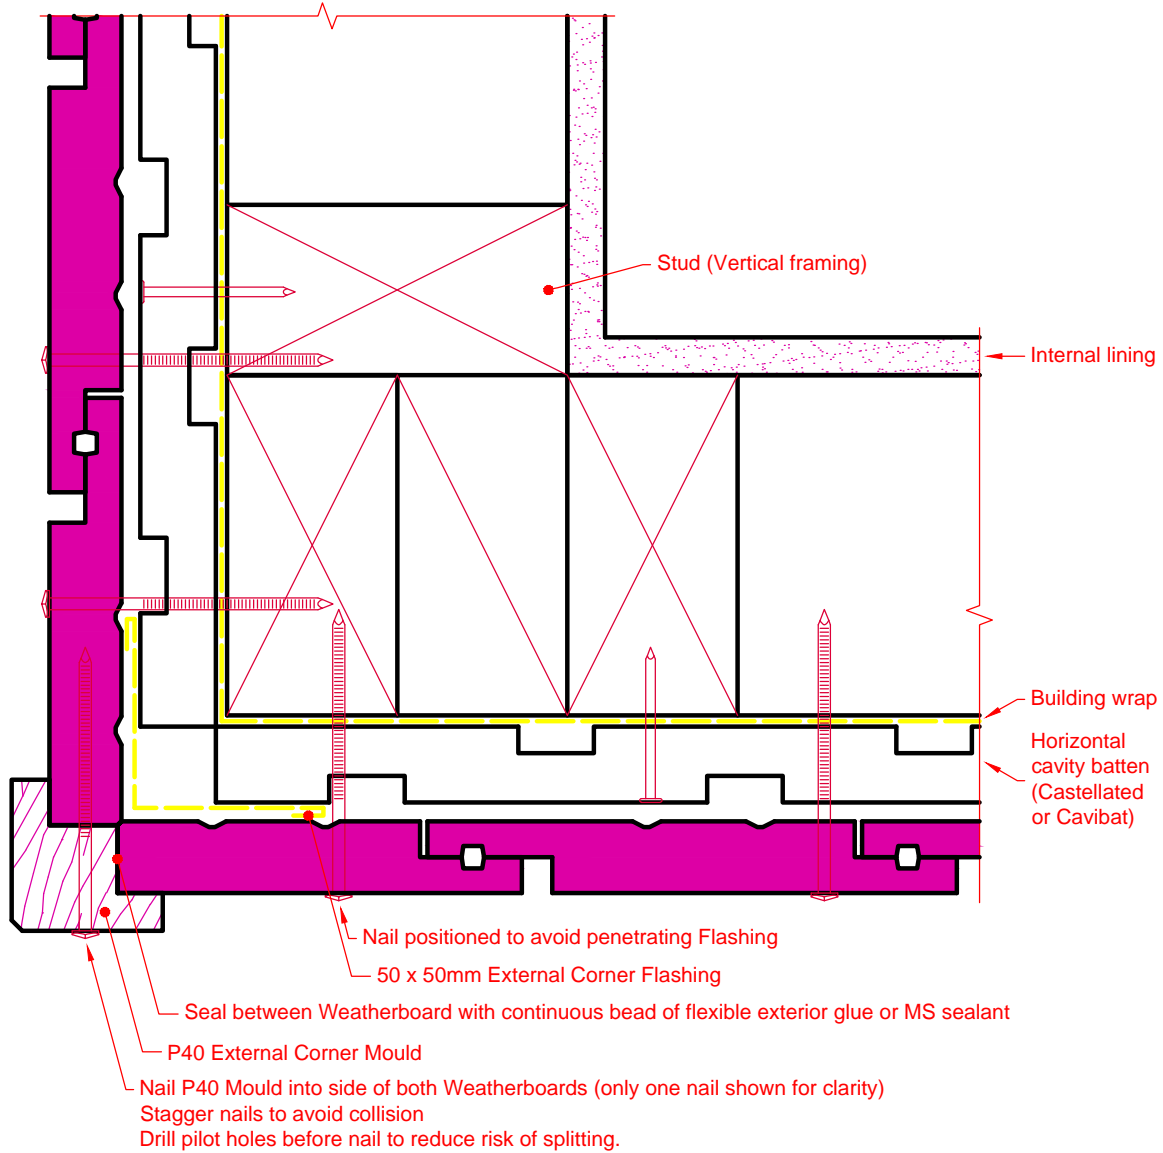 Stud (Vertical framing)
Internal lining
Building wrap
Horizontal
cavity batten
(Castellated
or Cavibat)
Nail positioned to avoid penetrating Flashing
50 x 50mm External Corner Flashing
Seal between Weatherboard with continuous bead of flexible exterior glue or MS sealant
P40 External Corner Mould
Nail P40 Mould into side of both Weatherboards (only one nail shown for clarity)
Stagger nails to avoid collision
Drill pilot holes before nail to reduce risk of splitting.